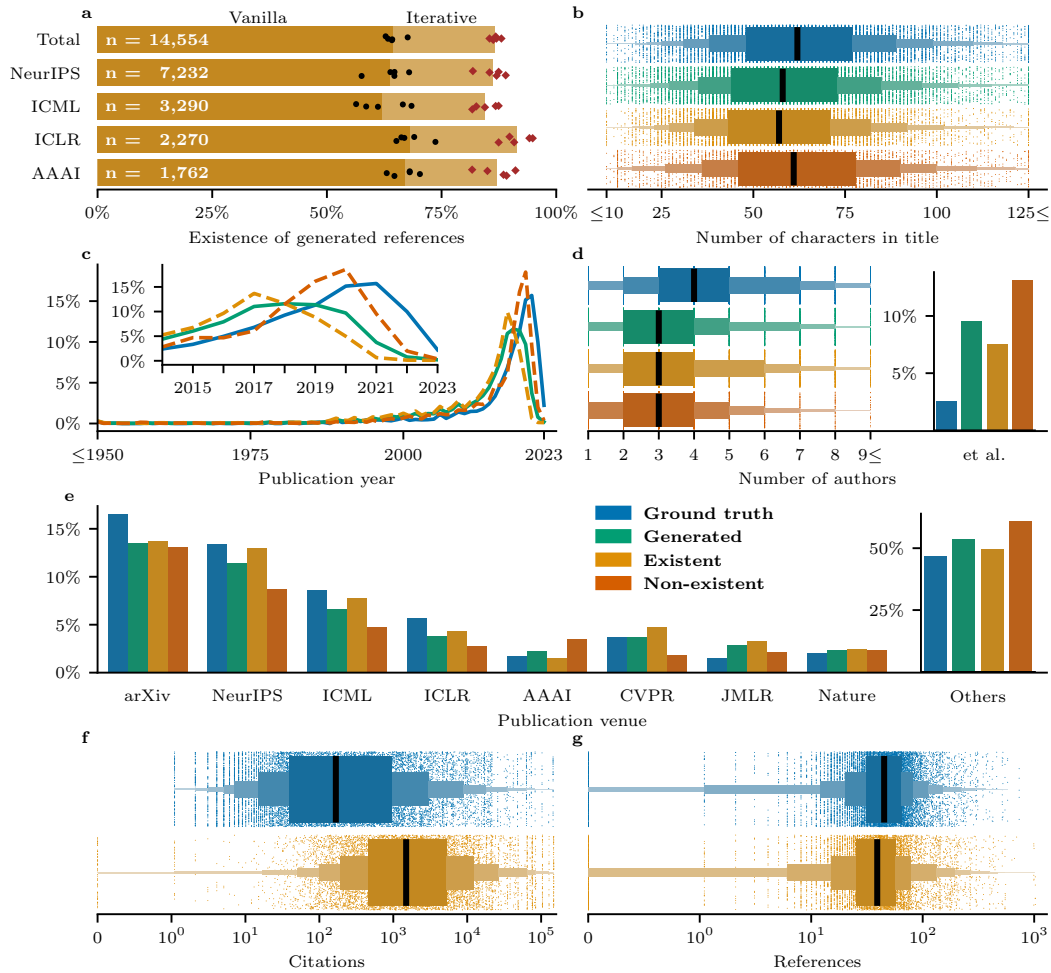 a
Vanilla
Iterative
Total
n = 14,554
NeurIPS
n = 7,232
ICML
n = 3,290
ICLR
n = 2,270
AAAI
n = 1,762
0% 25% 50% 75% 100%
Existence of generated references
b
≤10 25 50 75 100 125≤
Number of characters in title
c
15%
10%
5%
0%
15%
10%
5%
0%
2015 2017 2019 2021 2023
≤1950 1975 2000 2023
Publication year
d
1 2 3 4 5 6 7 8 9≤
Number of authors
10%
5%
et al.
e
15%
10%
5%
0%
arXiv NeurIPS ICML ICLR AAAI CVPR JMLR Nature
Publication venue
Ground truth
Generated
Existent
Non-existent
50%
25%
Others
f
0 10⁰ 10¹ 10² 10³ 10⁴ 10⁵
Citations
g
0 10⁰ 10¹ 10² 10³
References